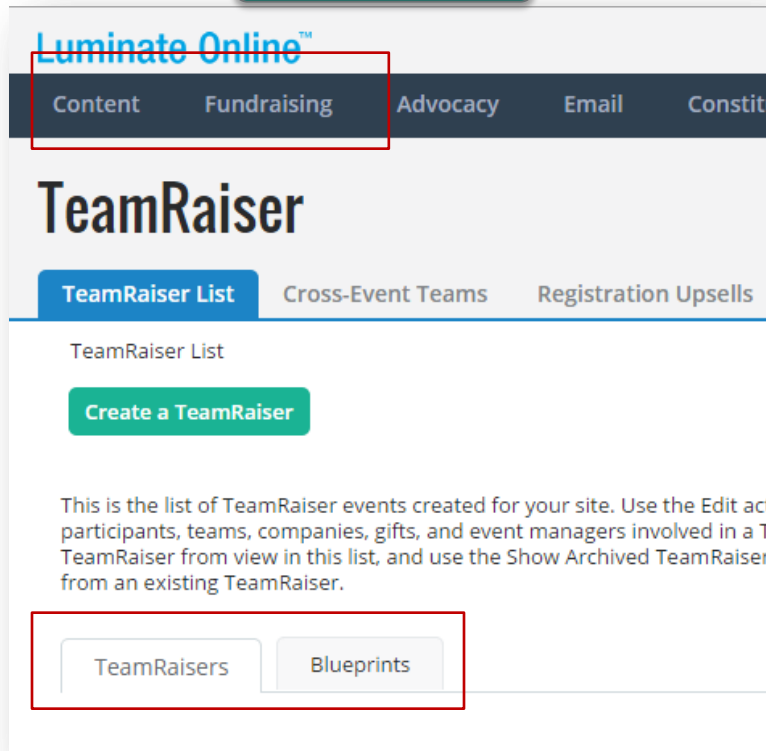 Luminate Online™
Content Fundraising Advocacy Email Constit
TeamRaiser
TeamRaiser List Cross-Event Teams Registration Upsells
TeamRaiser List
Create a TeamRaiser
This is the list of TeamRaiser events created for your site. Use the Edit ac
participants, teams, companies, gifts, and event managers involved in a T
TeamRaiser from view in this list, and use the Show Archived TeamRaiser
from an existing TeamRaiser.
TeamRaisers Blueprints